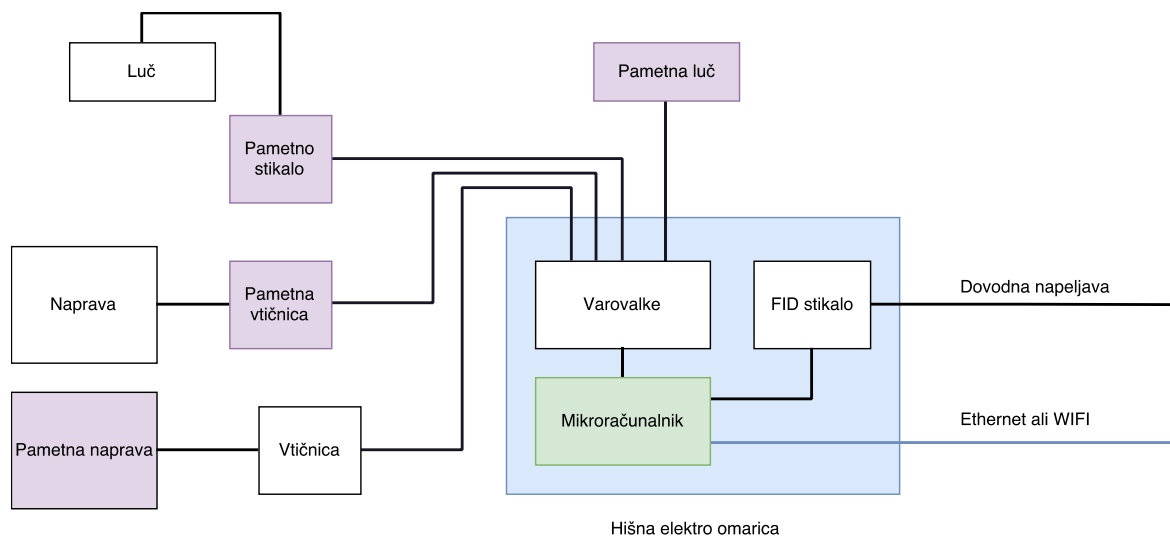 Luč
Pametna luč
Pametno
stikalo
Naprava
Pametna
vtičnica
Varovalke
FID stikalo
Dovodna napeljava
Pametna naprava
Vtičnica
Mikroračunalnik
Ethernet ali WIFI
Hišna elektro omarica